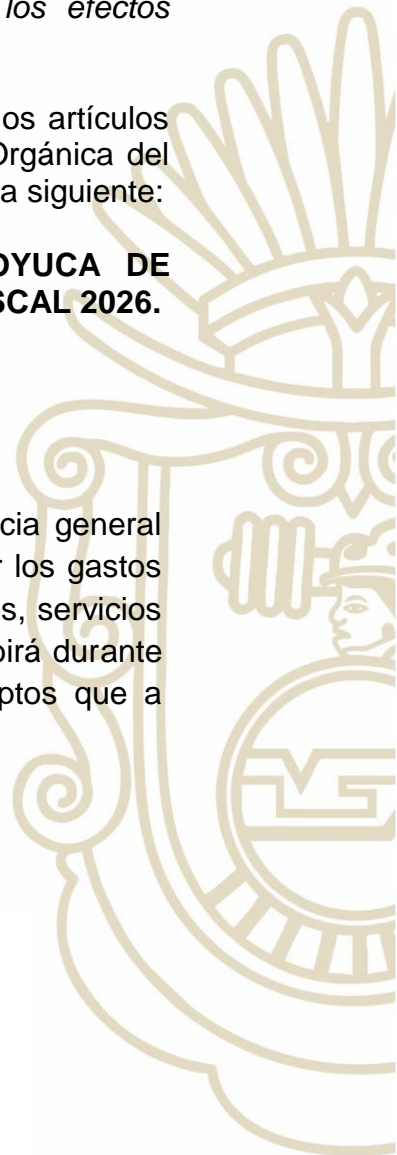 los efectos
os artículos
Orgánica del
a siguiente:
OYUCA DE
SCAL 2026.
cia general
r los gastos
s, servicios
birá durante
ptos que a